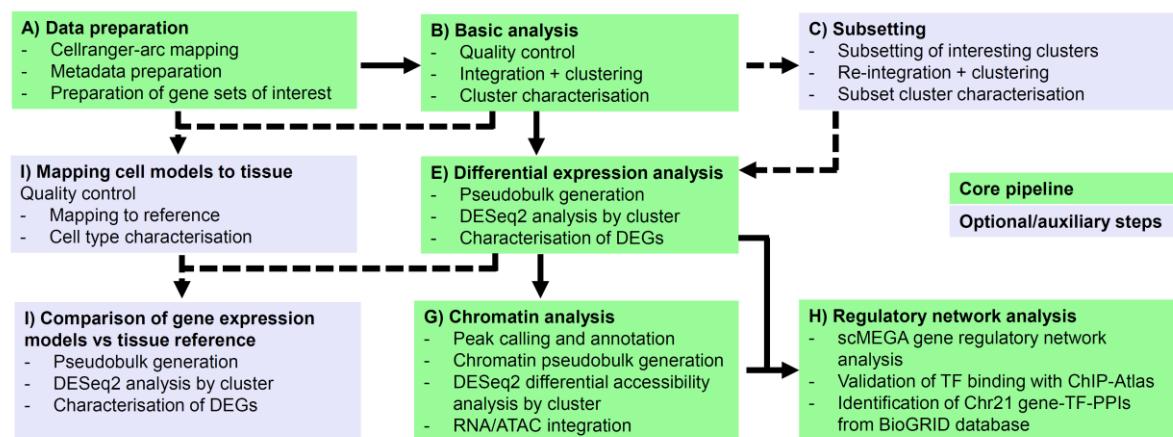 A) Data preparation
- Cellranger-arc mapping
- Metadata preparation
- Preparation of gene sets of interest
B) Basic analysis
- Quality control
- Integration + clustering
- Cluster characterisation
C) Subsetting
- Subsetting of interesting clusters
- Re-integration + clustering
- Subset cluster characterisation
I) Mapping cell models to tissue
Quality control
- Mapping to reference
- Cell type characterisation
E) Differential expression analysis
- Pseudobulk generation
- DESeq2 analysis by cluster
- Characterisation of DEGs
Core pipeline
Optional/auxiliary steps
I) Comparison of gene expression
models vs tissue reference
- Pseudobulk generation
- DESeq2 analysis by cluster
- Characterisation of DEGs
G) Chromatin analysis
- Peak calling and annotation
- Chromatin pseudobulk generation
- DESeq2 differential accessibility
analysis by cluster
- RNA/ATAC integration
H) Regulatory network analysis
- scMEGA gene regulatory network
analysis
- Validation of TF binding with ChIP-Atlas
- Identification of Chr21 gene-TF-PPIs
from BioGRID database